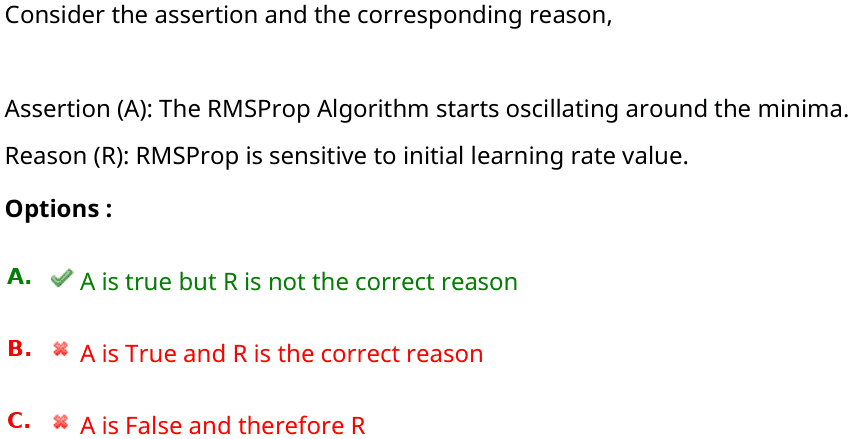 Consider the assertion and the corresponding reason,
Assertion (A): The RMSProp Algorithm starts oscillating around the minima.
Reason (R): RMSProp is sensitive to initial learning rate value.
Options :
A. A is true but R is not the correct reason
B. A is True and R is the correct reason
C. A is False and therefore R